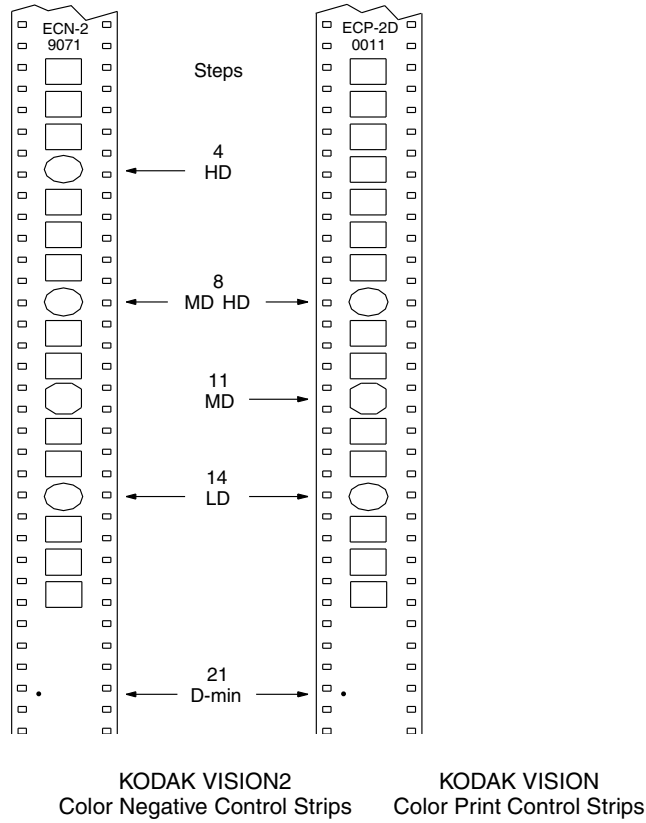 ECN-2
9071
ECP-2D
0011
Steps
4
HD
8
MD HD
11
MD
14
LD
21
D-min
KODAK VISION2
Color Negative Control Strips
KODAK VISION
Color Print Control Strips